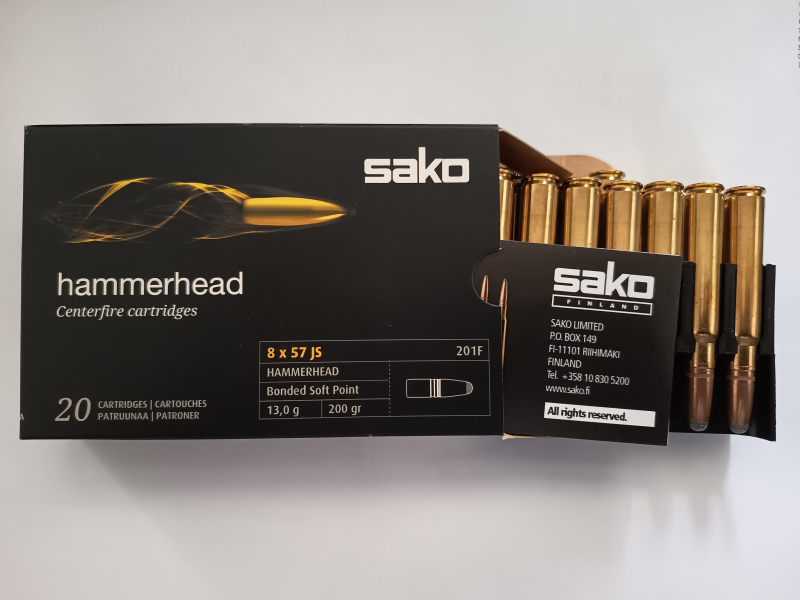 sako
hammerhead
Centerfire cartridges
8 x 57 JS 201F
HAMMERHEAD
Bonded Soft Point
13,0 g 200 gr
20 CARTRIDGES | CARTOUCHES
PATRUUNAA | PATRONER
sako
FINLAND
SAKO LIMITED
P.O. BOX 149
FI-11101 RIIHIMAKI
FINLAND
Tel. +358 10 830 5200
www.sako.fi
All rights reserved.